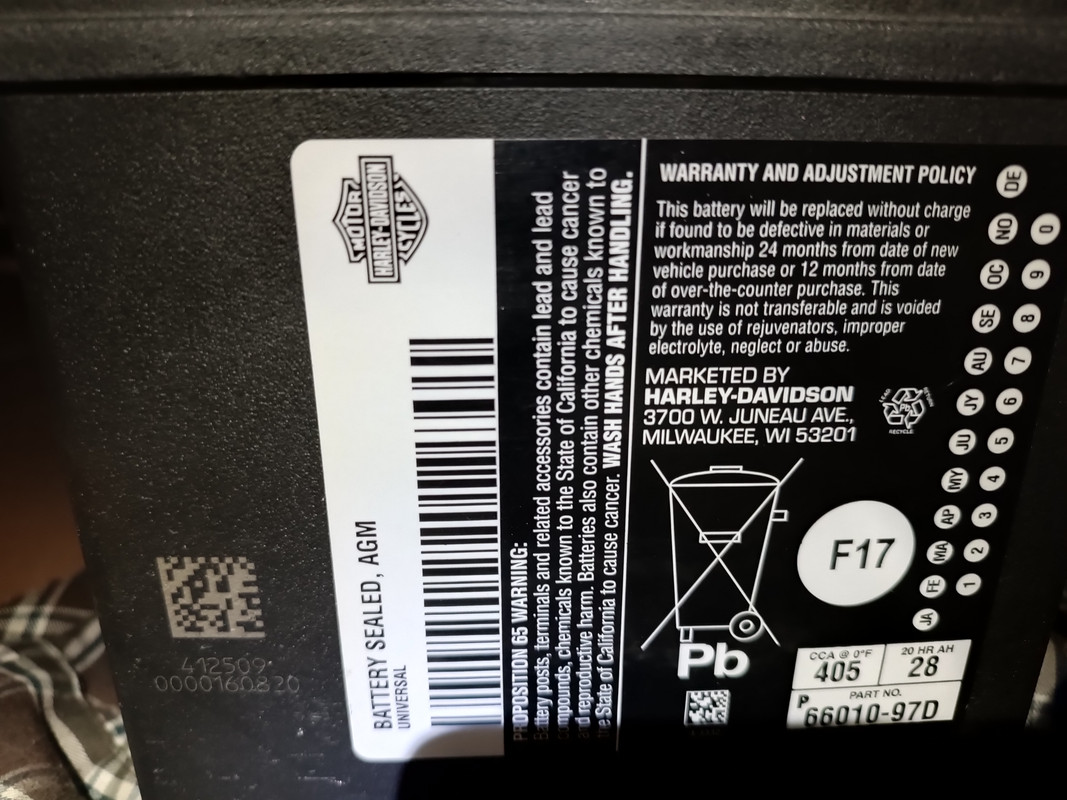 MOTOR
HARLEY-DAVIDSON
CYCLES
BATTERY SEALED, AGM
UNIVERSAL
412509
0000160820
PROPOSITION 65 WARNING:
Battery posts, terminals and related accessories contain lead and lead
compounds, chemicals known to the State of California to cause cancer
and reproductive harm. Batteries also contain other chemicals known to
the State of California to cause cancer. WASH HANDS AFTER HANDLING.
WARRANTY AND ADJUSTMENT POLICY
This battery will be replaced without charge
if found to be defective in materials or
workmanship 24 months from date of new
vehicle purchase or 12 months from date
of over-the-counter purchase. This
warranty is not transferable and is voided
by the use of rejuvenators, improper
electrolyte, neglect or abuse.
MARKETED BY
HARLEY-DAVIDSON
3700 W. JUNEAU AVE.,
MILWAUKEE, WI 53201
LEAD
RETURN
RECYCLE
Pb
Pb
F17
JA FE MA AP MY JU JY AU SE OC NO DE
1 2 3 4 5 6 7 8 9 0
CCA @ 0°F
405
20 HR AH
28
PART NO.
P 66010-97D